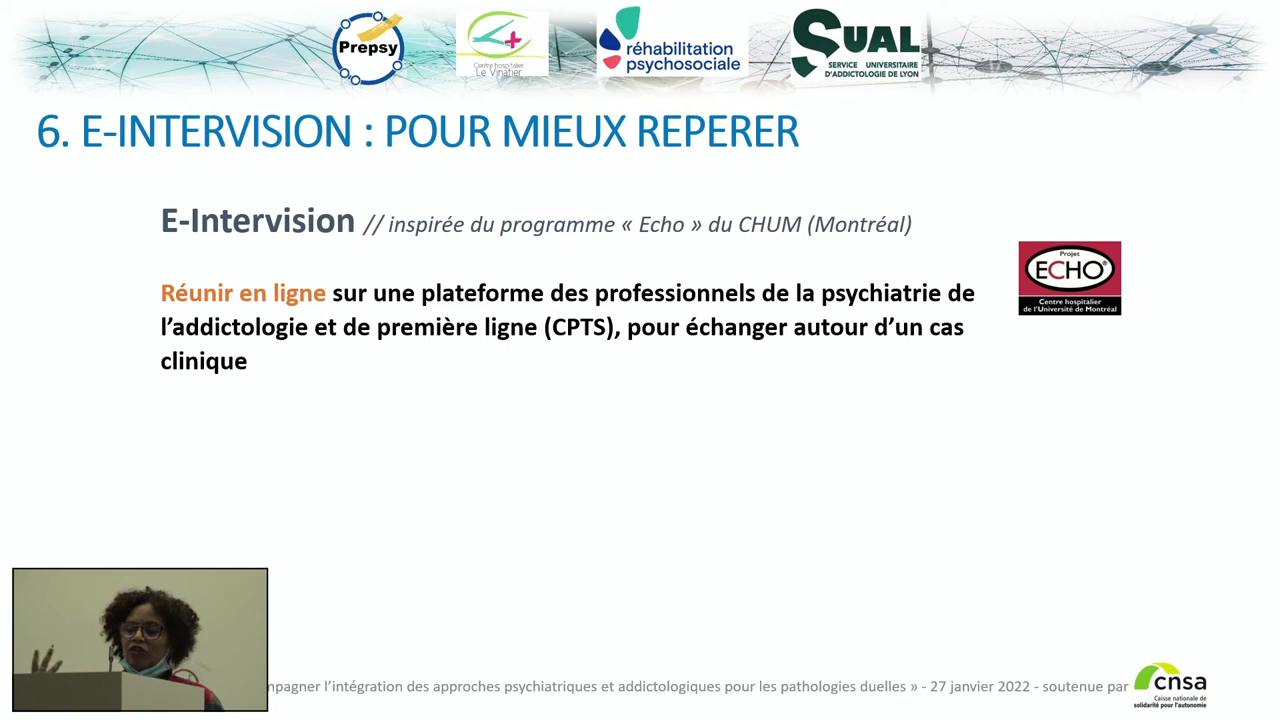 Prepsy
Centre hospitalier
Le Vinatier
réhabilitation
psychosociale
SUAL
SERVICE UNIVERSITAIRE
D'ADDICTOLOGIE DE LYON
6. E-INTERVISION : POUR MIEUX REPERER
E-Intervision // inspirée du programme « Echo » du CHUM (Montréal)
Réunir en ligne sur une plateforme des professionnels de la psychiatrie de
l’addictologie et de première ligne (CPTS), pour échanger autour d’un cas
clinique
Projet
ECHO®
Centre hospitalier
de l'Université de Montréal
mpagner l’intégration des approches psychiatriques et addictologiques pour les pathologies duelles » - 27 janvier 2022 - soutenue par
cnsa
Caisse nationale de
solidarité pour l'autonomie